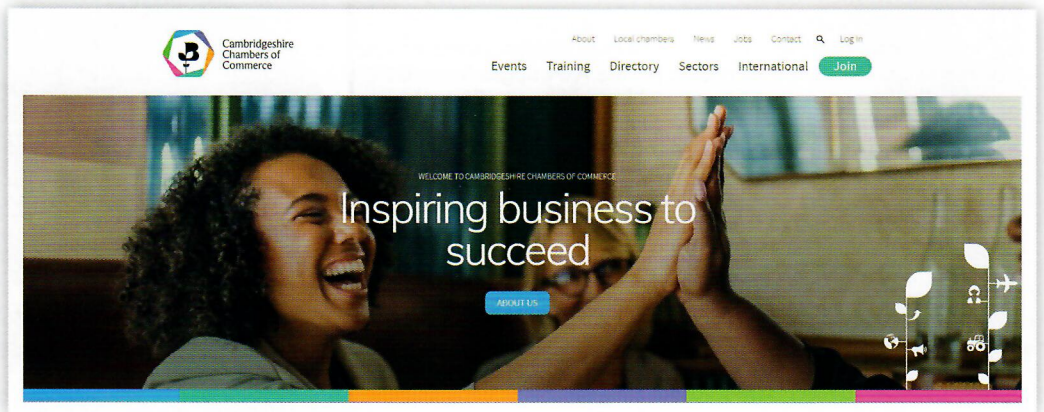 Cambridgeshire
Chambers of
Commerce
About Local chambers News Jobs Contact Log in
Events Training Directory Sectors International Join
WELCOME TO CAMBRIDGESHIRE CHAMBERS OF COMMERCE
Inspiring business to
succeed
ABOUT US